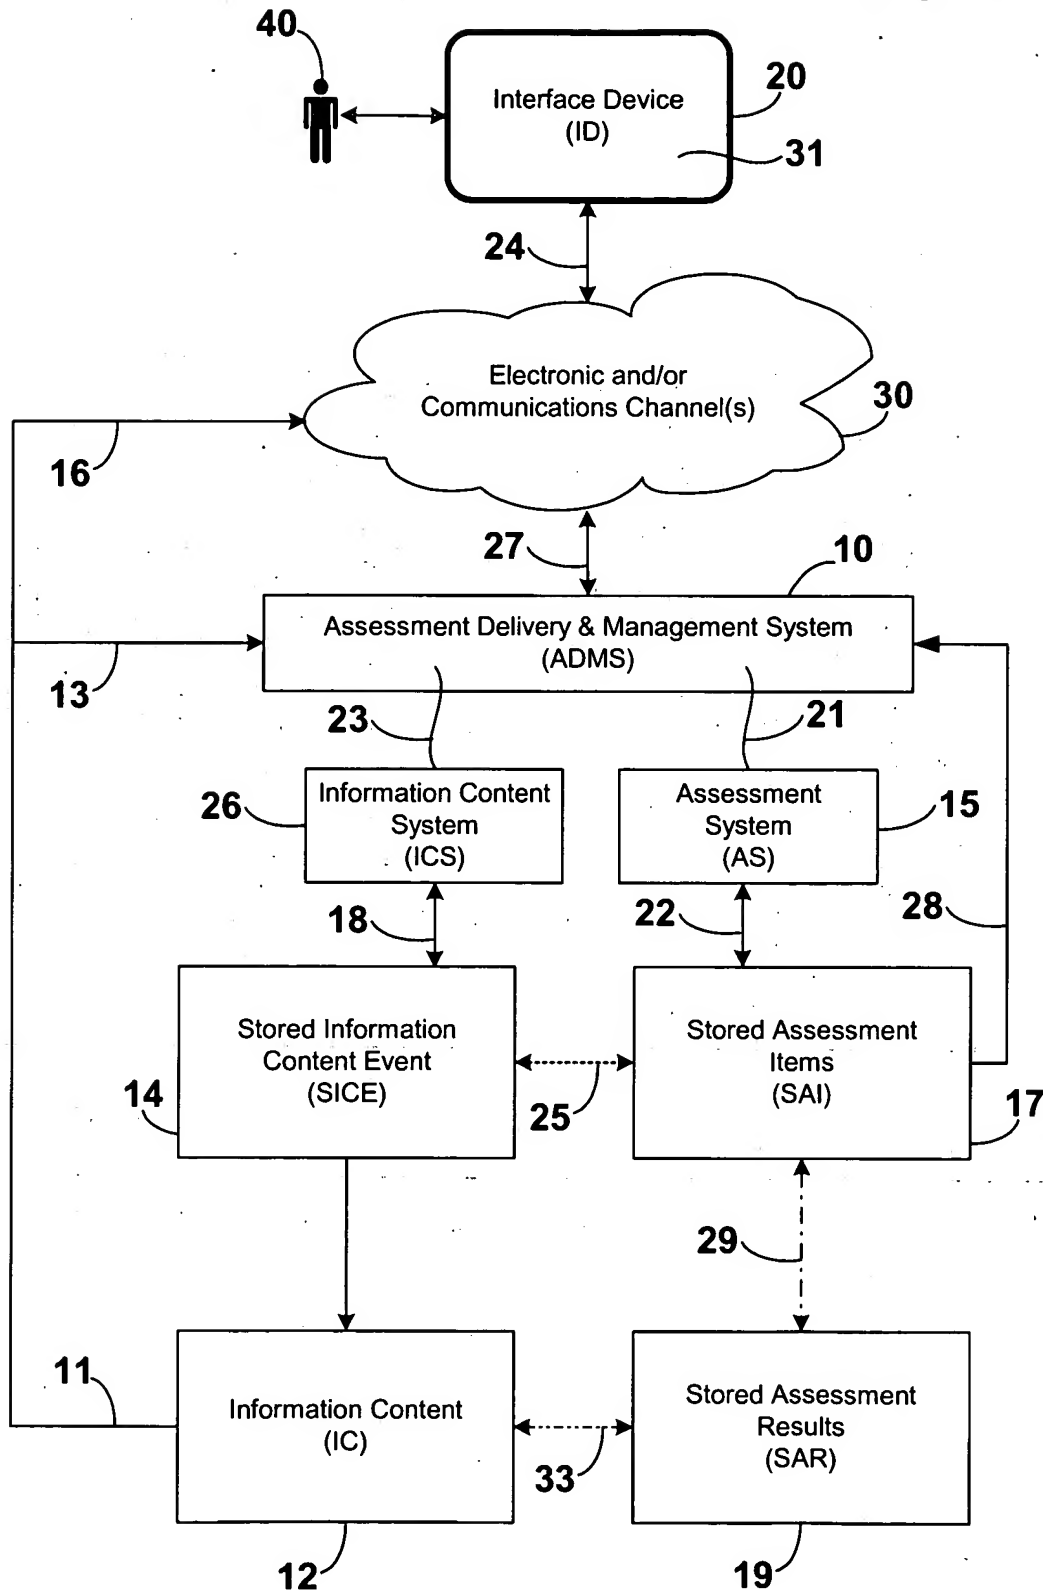 40
Interface Device
(ID)
20
31
24
Electronic and/or
Communications Channel(s)
30
16
27
10
Assessment Delivery & Management System
(ADMS)
13
23
21
26
Information Content
System
(ICS)
Assessment
System
(AS)
15
18
22
28
Stored Information
Content Event
(SICE)
14
25
Stored Assessment
Items
(SAI)
17
29
11
Information Content
(IC)
33
Stored Assessment
Results
(SAR)
12
19